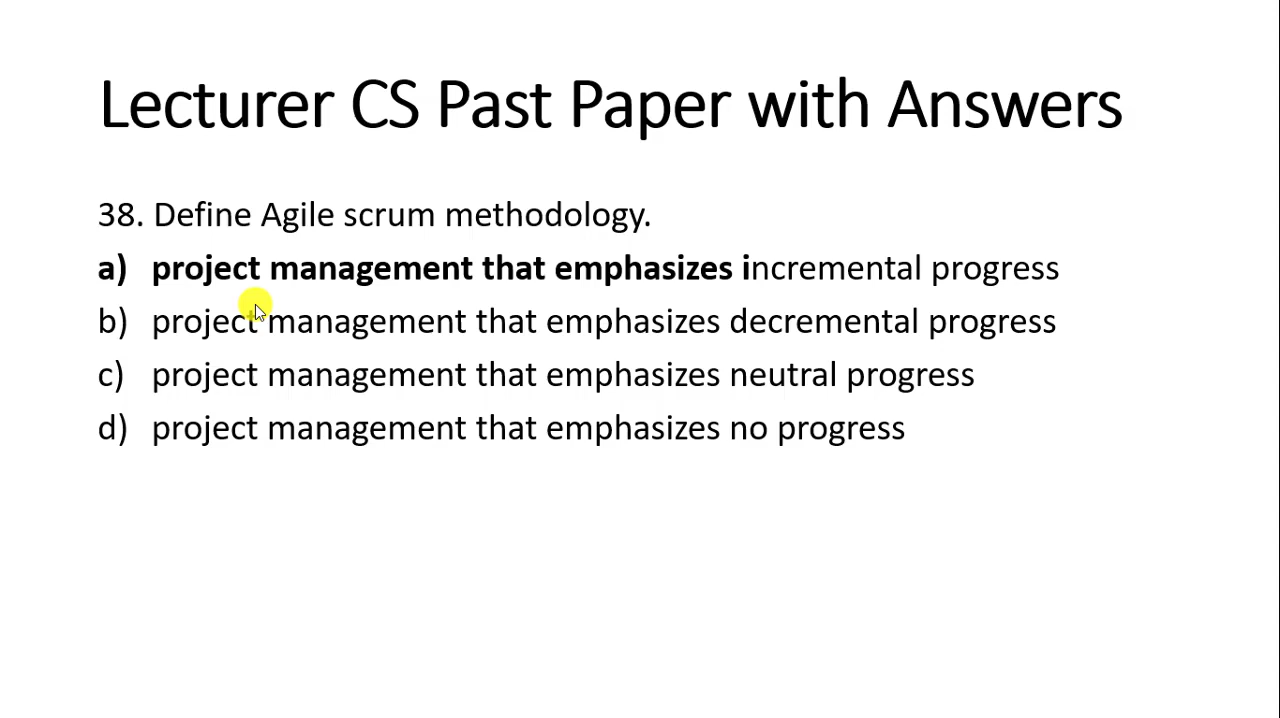 Lecturer CS Past Paper with Answers
38. Define Agile scrum methodology.
a) project management that emphasizes incremental progress
b) project management that emphasizes decremental progress
c) project management that emphasizes neutral progress
d) project management that emphasizes no progress